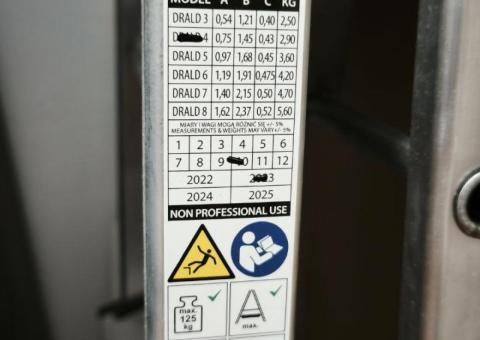 MODEL A B C KG
DRALD 3 0,54 1,21 0,40 2,50
DRALD 4 0,75 1,45 0,43 2,90
DRALD 5 0,97 1,68 0,45 3,60
DRALD 6 1,19 1,91 0,475 4,20
DRALD 7 1,40 2,15 0,50 4,70
DRALD 8 1,62 2,37 0,52 5,60
MIARY I WAGI MOGĄ RÓŻNIĆ SIĘ +/- 5%
MEASUREMENTS & WEIGHTS MAY VARY +/- 5%
1 2 3 4 5 6
7 8 9 10 11 12
2022 2023
2024 2025
NON PROFESSIONAL USE
max.
125
kg
max.